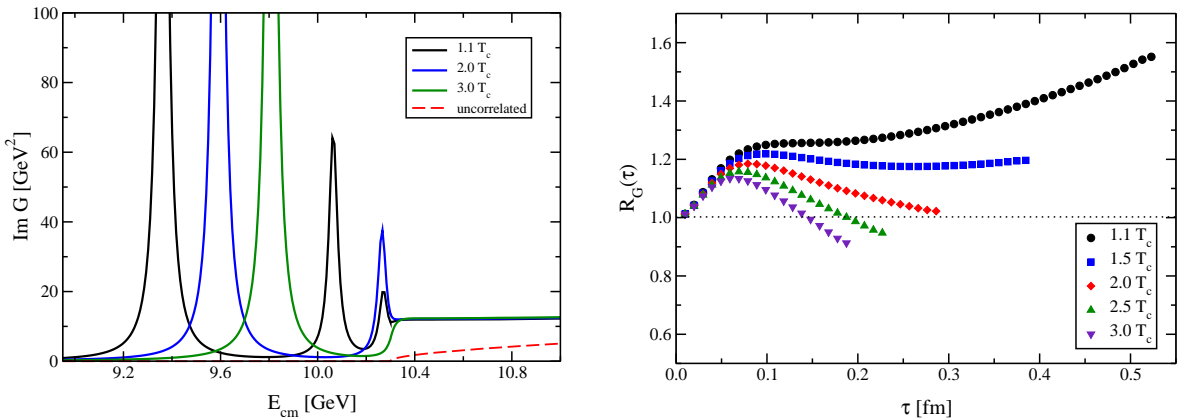 100
80
60
40
20
0
Im G [GeV²]
9.2
9.6
10.0
10.4
10.8
E_cm [GeV]
1.1 T_c
2.0 T_c
3.0 T_c
uncorrelated
1.6
1.4
1.2
1.0
0.8
0.6
R_G(τ)
0.0
0.1
0.2
0.3
0.4
0.5
τ [fm]
1.1 T_c
1.5 T_c
2.0 T_c
2.5 T_c
3.0 T_c